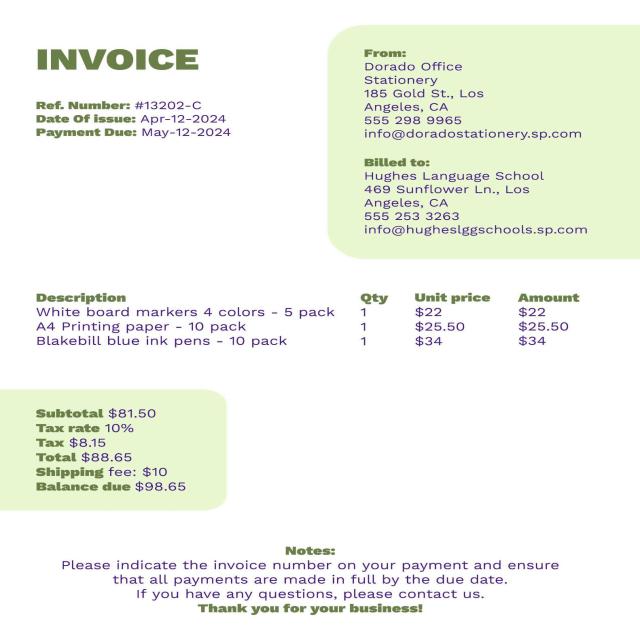 INVOICE
Ref. Number: #13202-C
Date Of issue: Apr-12-2024
Payment Due: May-12-2024
From:
Dorado Office
Stationery
185 Gold St., Los
Angeles, CA
555 298 9965
info@doradostationery.sp.com
Billed to:
Hughes Language School
469 Sunflower Ln., Los
Angeles, CA
555 253 3263
info@hugheslggschools.sp.com
Description Qty Unit price Amount
White board markers 4 colors - 5 pack 1 $22 $22
A4 Printing paper - 10 pack 1 $25.50 $25.50
Blakebill blue ink pens - 10 pack 1 $34 $34
Subtotal $81.50
Tax rate 10%
Tax $8.15
Total $88.65
Shipping fee: $10
Balance due $98.65
Notes:
Please indicate the invoice number on your payment and ensure
that all payments are made in full by the due date.
If you have any questions, please contact us.
Thank you for your business!